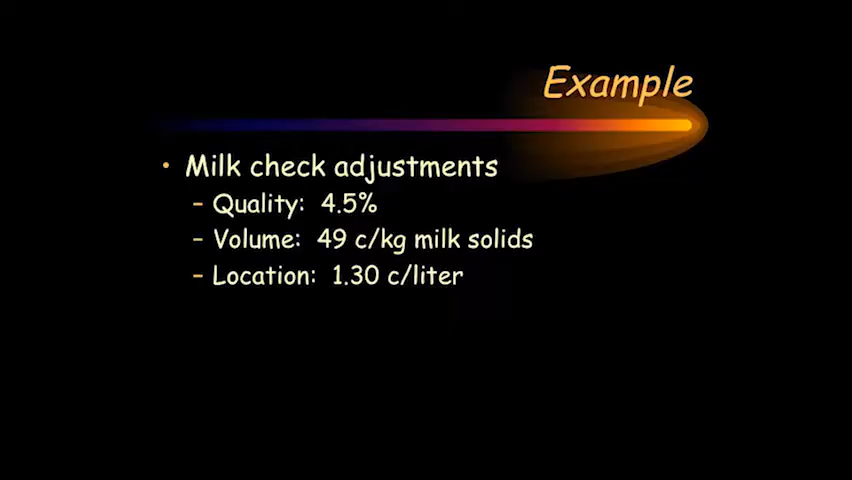 Example
• Milk check adjustments
– Quality: 4.5%
– Volume: 49 c/kg milk solids
– Location: 1.30 c/liter